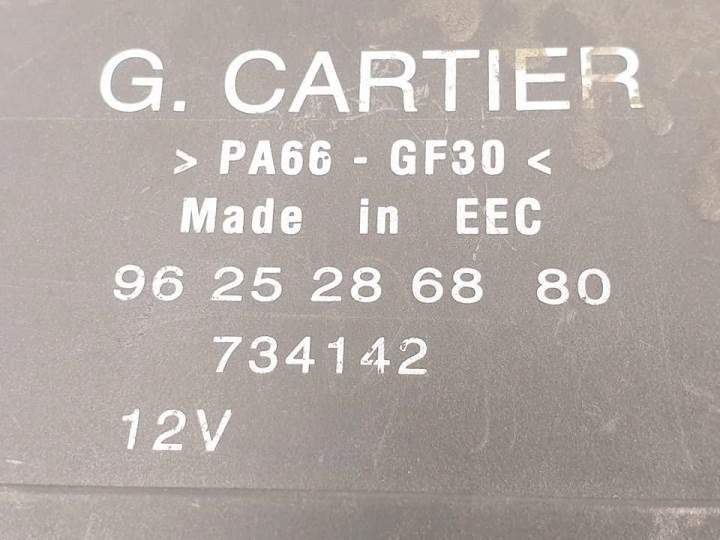 G. CARTIER
> PA66 - GF30 <
Made in EEC
96 25 28 68 80
734142
12V